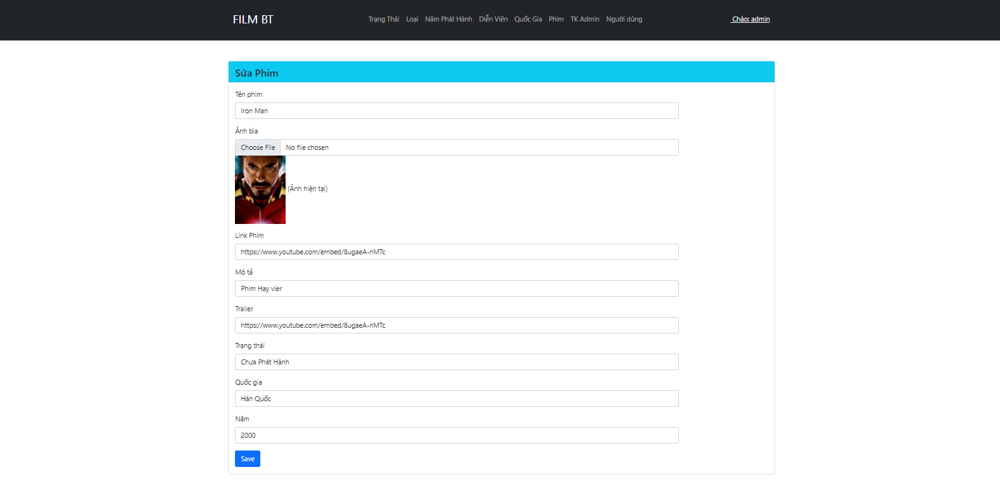 FILM BT
Trạng Thái Loại Năm Phát Hành Diễn Viên Quốc Gia Phim TK Admin Người dùng
Chào: admin
Sửa Phim
Tên phim
Iron Man
Ảnh bìa
Choose File No file chosen
(Ảnh hiện tại)
Link Phim
https://www.youtube.com/embed/8ugaeA-nMTc
Mô tả
Phim Hay vler
Trailer
https://www.youtube.com/embed/8ugaeA-nMTc
Trạng thái
Chưa Phát Hành
Quốc gia
Hàn Quốc
Năm
2000
Save